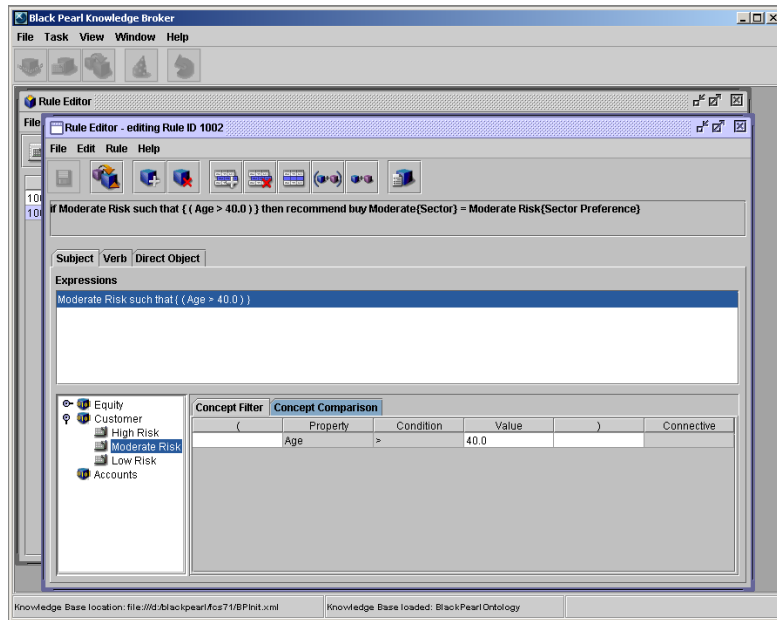 Black Pearl Knowledge Broker
File Task View Window Help
Rule Editor
File
Rule Editor - editing Rule ID 1002
File Edit Rule Help
if Moderate Risk such that { ( Age > 40.0 ) } then recommend buy Moderate{Sector} = Moderate Risk{Sector Preference}
Subject Verb Direct Object
Expressions
Moderate Risk such that { ( Age > 40.0 ) }
Equity
Customer
High Risk
Moderate Risk
Low Risk
Accounts
Concept Filter Concept Comparison
( Property Condition Value ) Connective
Age > 40.0
Knowledge Base location: file:///d:/blackpearl/fcs71/BPInit.xml Knowledge Base loaded: BlackPearlOntology